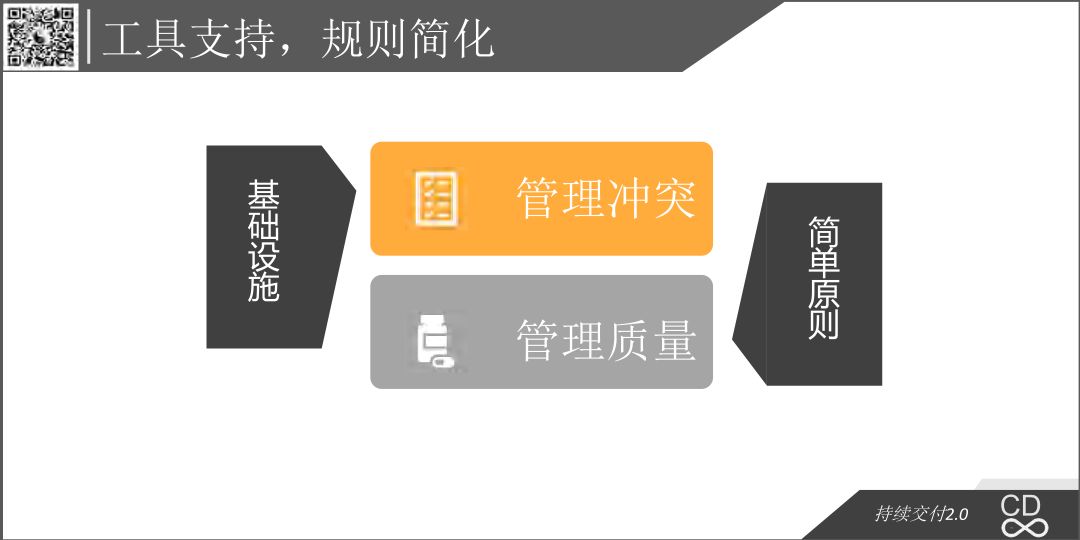 工具支持，规则简化
基础设施
管理冲突
管理质量
简单原则
持续交付2.0
CD